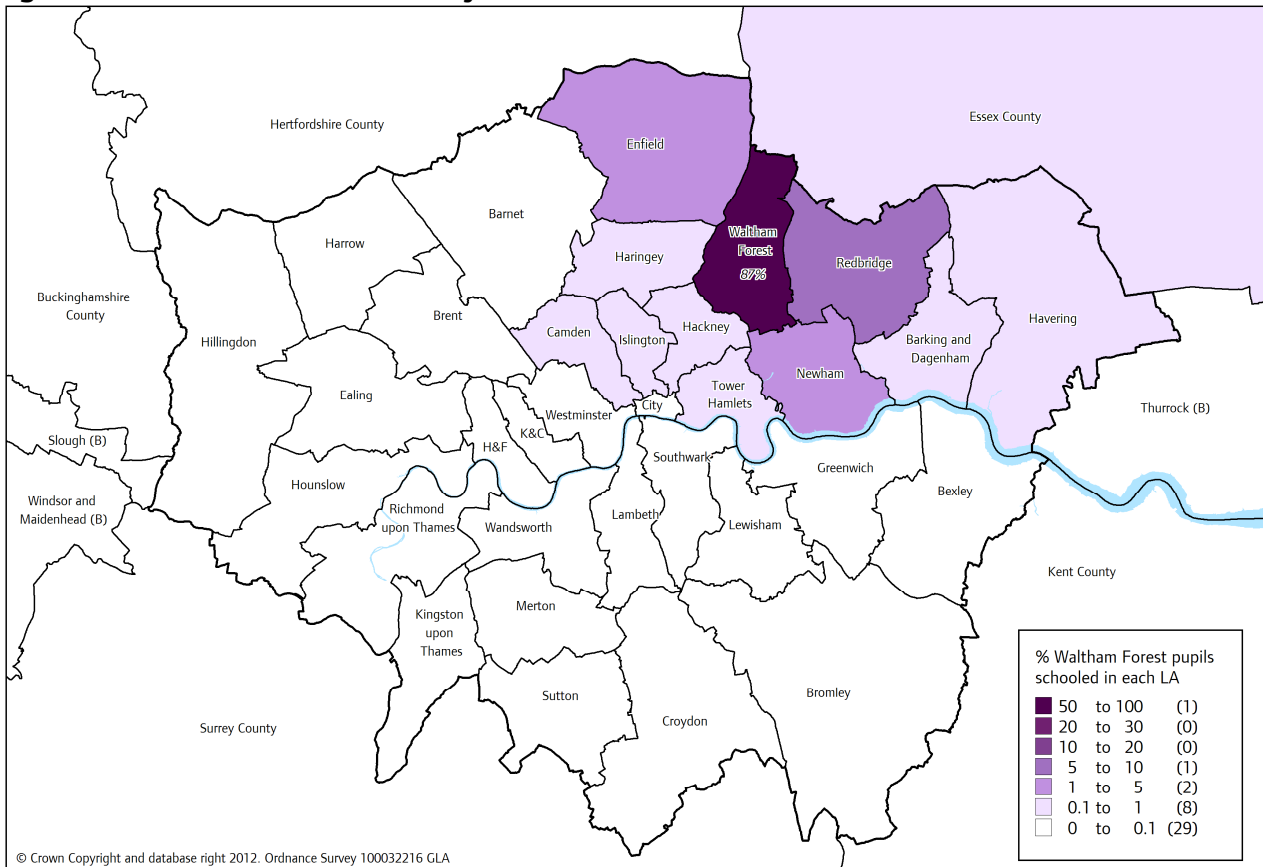 Hertfordshire County
Essex County
Enfield
Barnet
Harrow
Waltham
Forest
87%
Redbridge
Haringey
Buckinghamshire
County
Hillingdon
Brent
Camden
Islington
Hackney
Havering
Barking and
Dagenham
Newham
Ealing
Tower
Hamlets
Westminster
City
Thurrock (B)
Slough (B)
K&C
H&F
Southwark
Greenwich
Hounslow
Bexley
Windsor and
Maidenhead (B)
Richmond
upon Thames
Wandsworth
Lambeth
Lewisham
Kent County
Kingston
upon
Thames
Merton
Sutton
Croydon
Bromley
Surrey County
% Waltham Forest pupils
schooled in each LA
50 to 100 (1)
20 to 30 (0)
10 to 20 (0)
5 to 10 (1)
1 to 5 (2)
0.1 to 1 (8)
0 to 0.1 (29)
© Crown Copyright and database right 2012. Ordnance Survey 100032216 GLA